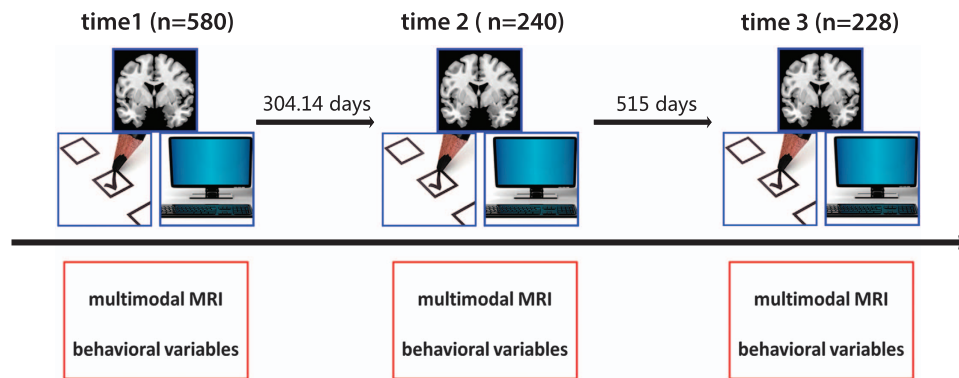 time1 (n=580)
time 2 ( n=240)
time 3 (n=228)
304.14 days
515 days
multimodal MRI
behavioral variables
multimodal MRI
behavioral variables
multimodal MRI
behavioral variables